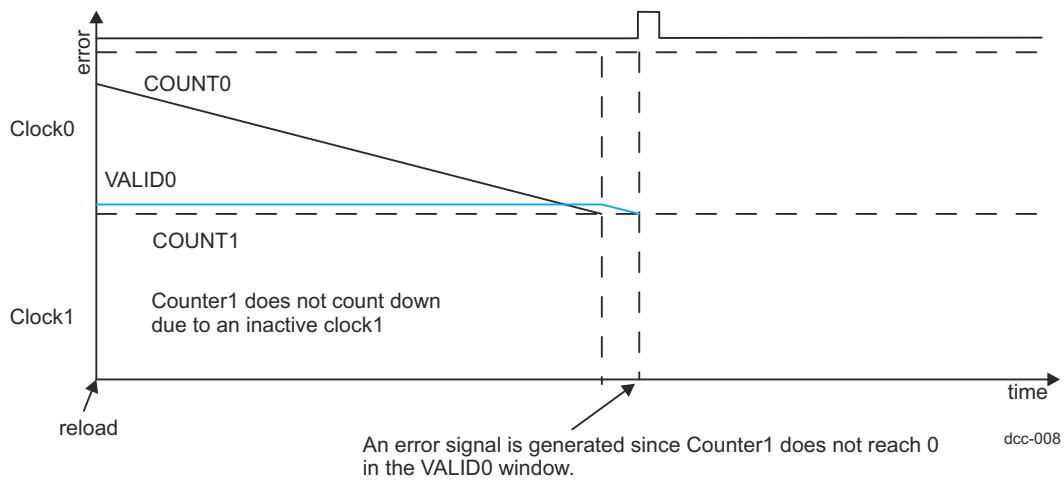 error
COUNT0
Clock0
VALID0
COUNT1
Counter1 does not count down
due to an inactive clock1
Clock1
time
reload
An error signal is generated since Counter1 does not reach 0
in the VALID0 window.
dcc-008